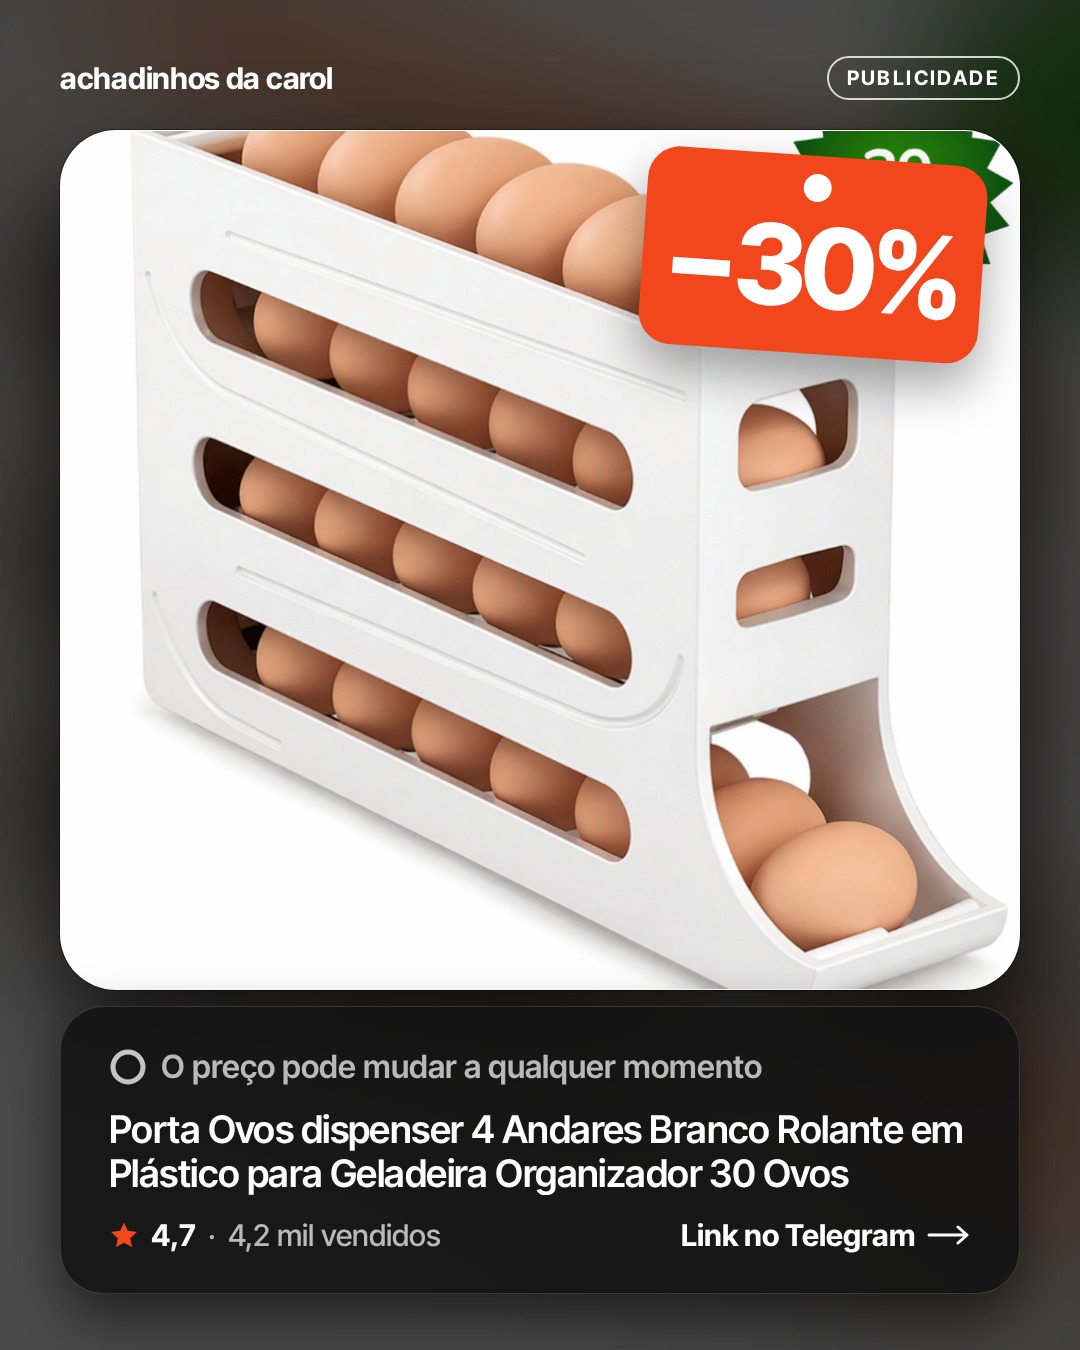 achadinhos da carol
PUBLICIDADE
-30%
O preço pode mudar a qualquer momento
Porta Ovos dispenser 4 Andares Branco Rolante em
Plástico para Geladeira Organizador 30 Ovos
4,7 · 4,2 mil vendidos
Link no Telegram →